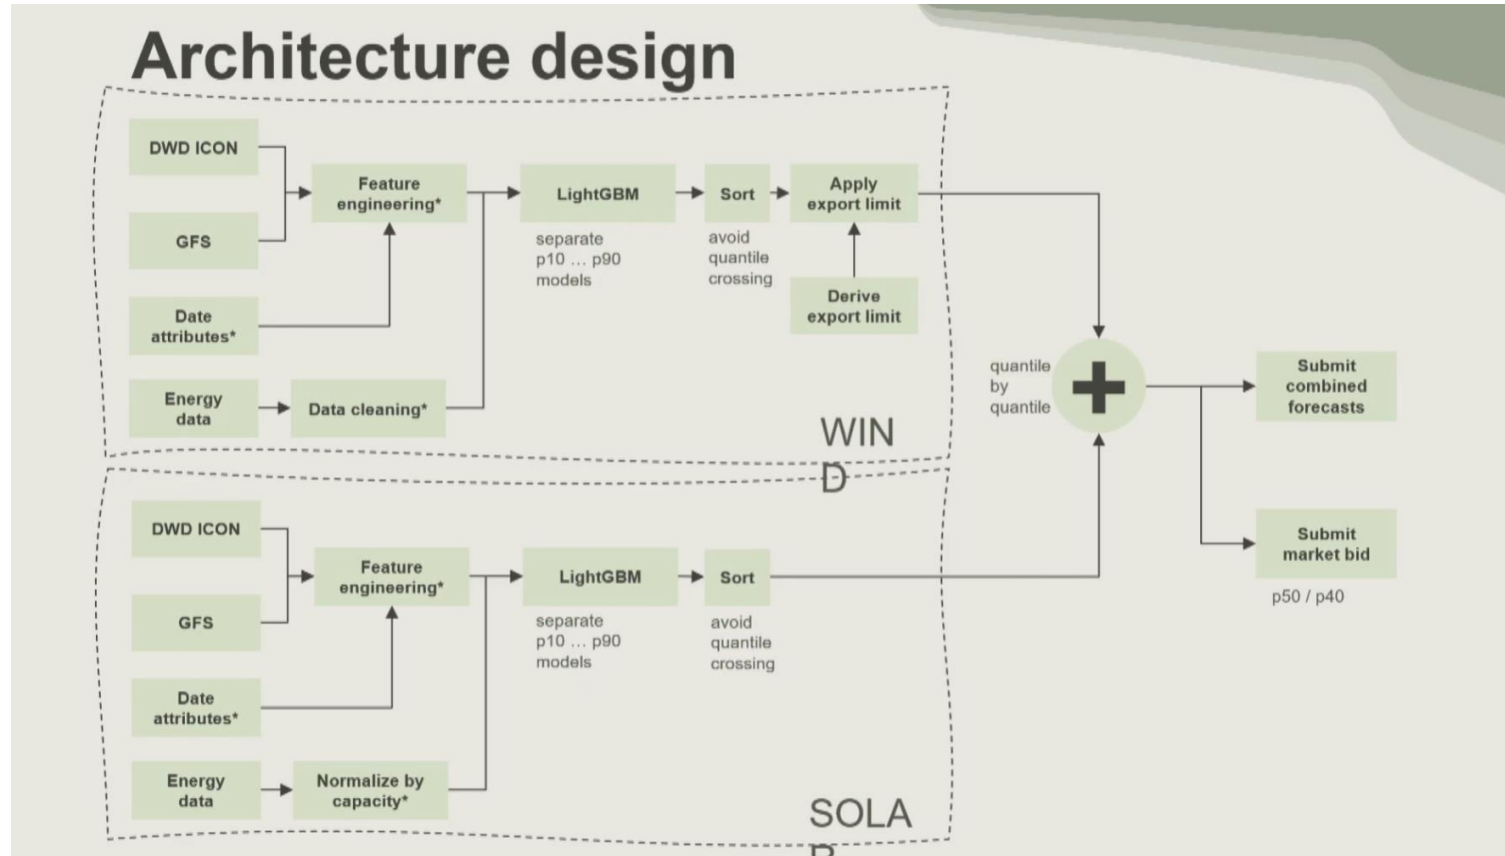 Architecture design
DWD ICON
GFS
Date
attributes*
Energy
data
Feature
engineering*
Data cleaning*
LightGBM
separate
p10 ... p90
models
Sort
avoid
quantile
crossing
Apply
export limit
Derive
export limit
WIN
D
DWD ICON
GFS
Date
attributes*
Energy
data
Feature
engineering*
Normalize by
capacity*
LightGBM
separate
p10 ... p90
models
Sort
avoid
quantile
crossing
SOLA
R
quantile
by
quantile
+
Submit
combined
forecasts
Submit
market bid
p50 / p40